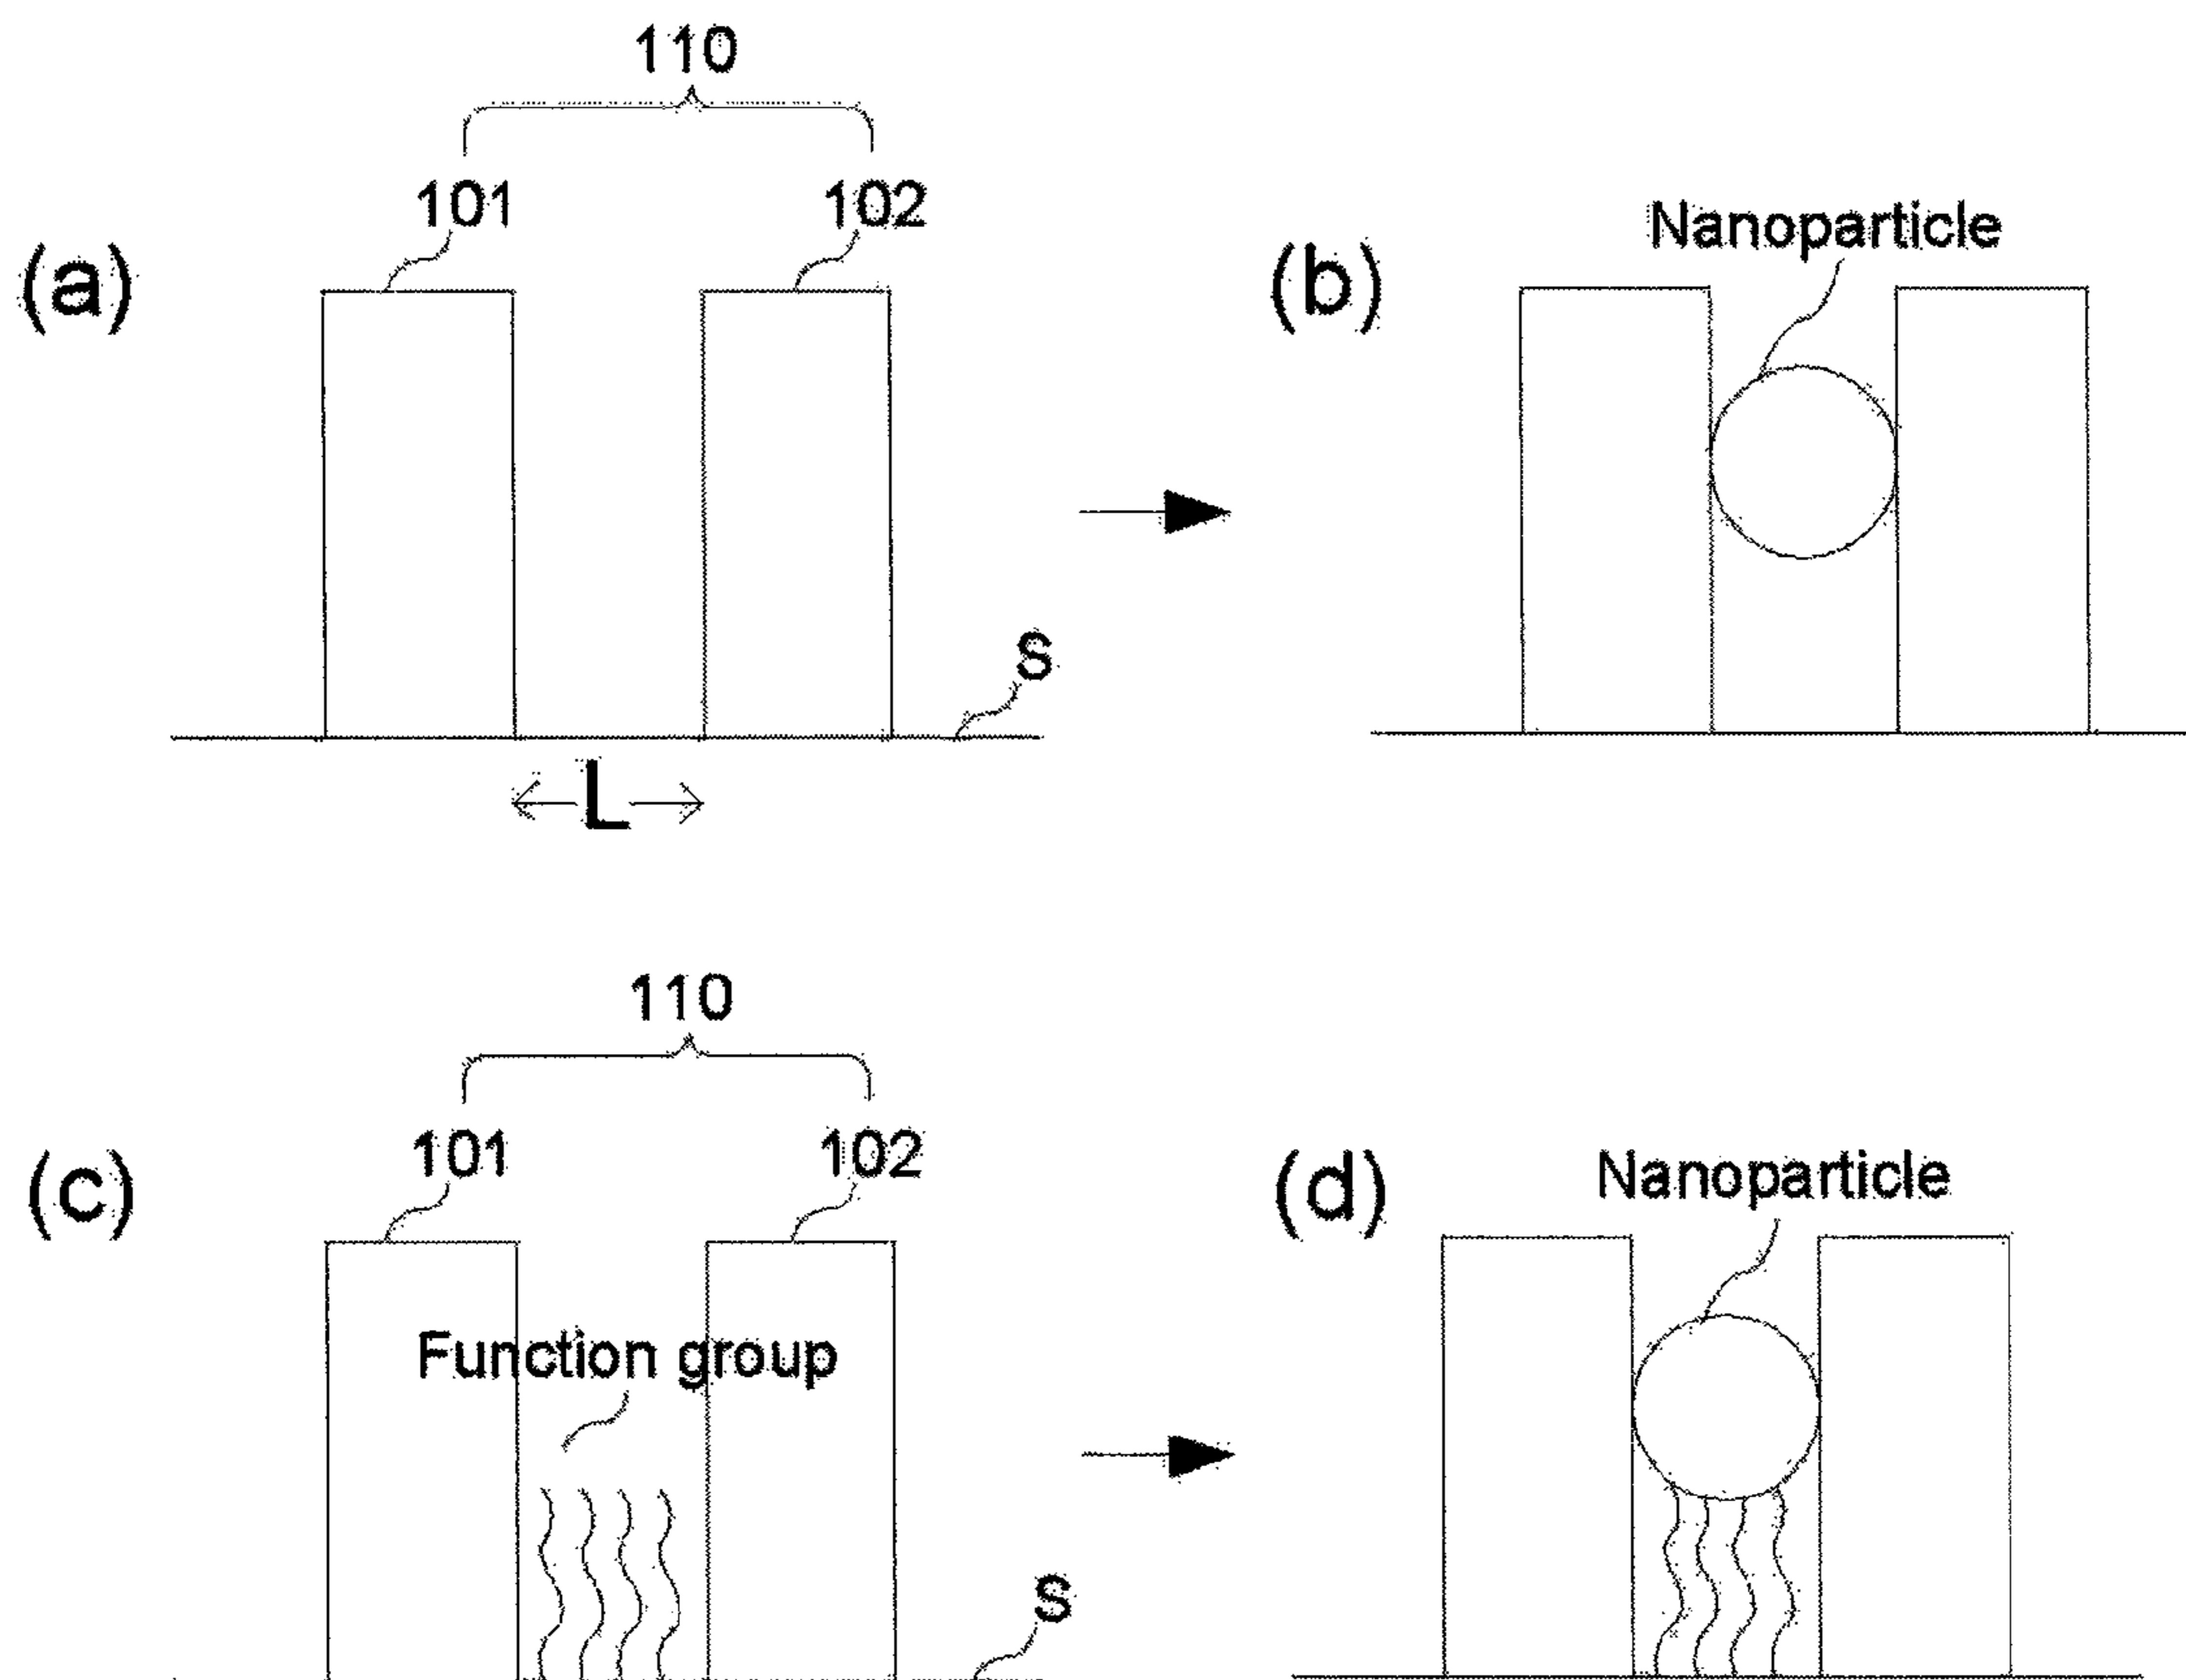 110
101
102
(a)
S
L
Nanoparticle
(b)
110
101
102
(c)
Function group
S
Nanoparticle
(d)